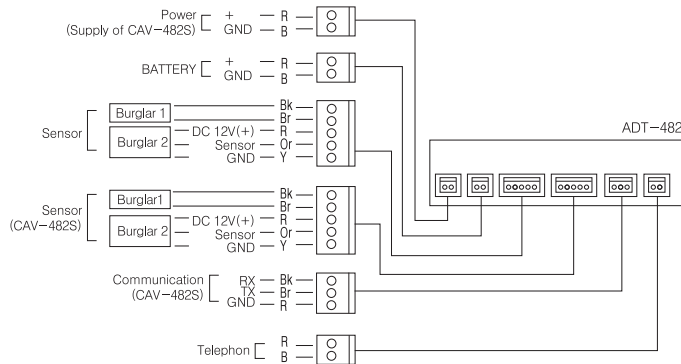 Power + R
(Supply of CAV-482S) GND B
BATTERY + R
GND B
ADT-482
Sensor
Burglar 1 Bk
Br
Burglar 2 DC 12V(+) R
Sensor Or
GND Y
Sensor
(CAV-482S)
Burglar1 Bk
Br
Burglar 2 DC 12V(+) R
Sensor Or
GND Y
Communication RX Bk
(CAV-482S) TX Br
GND R
Telephon R
B